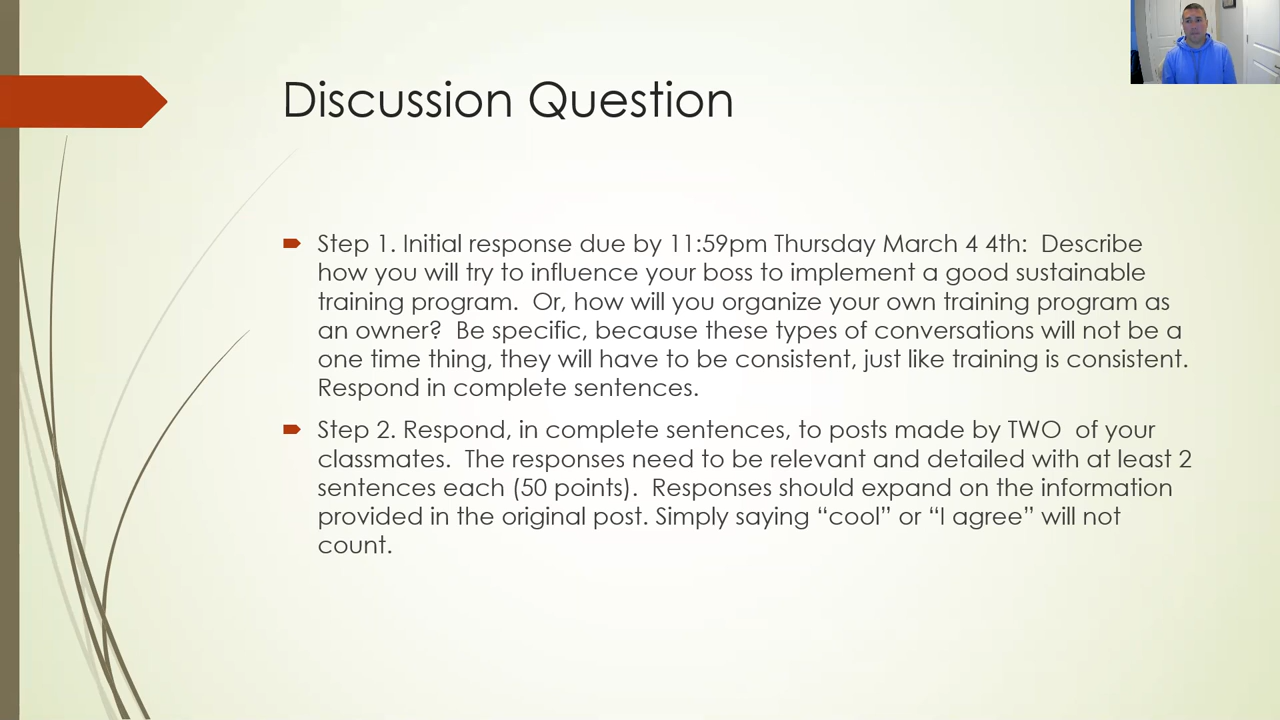 Discussion Question
Step 1. Initial response due by 11:59pm Thursday March 4 4th:  Describe
how you will try to influence your boss to implement a good sustainable
training program.  Or, how will you organize your own training program as
an owner?  Be specific, because these types of conversations will not be a
one time thing, they will have to be consistent, just like training is consistent.
Respond in complete sentences.
Step 2. Respond, in complete sentences, to posts made by TWO  of your
classmates.  The responses need to be relevant and detailed with at least 2
sentences each (50 points).  Responses should expand on the information
provided in the original post. Simply saying “cool” or “I agree” will not
count.